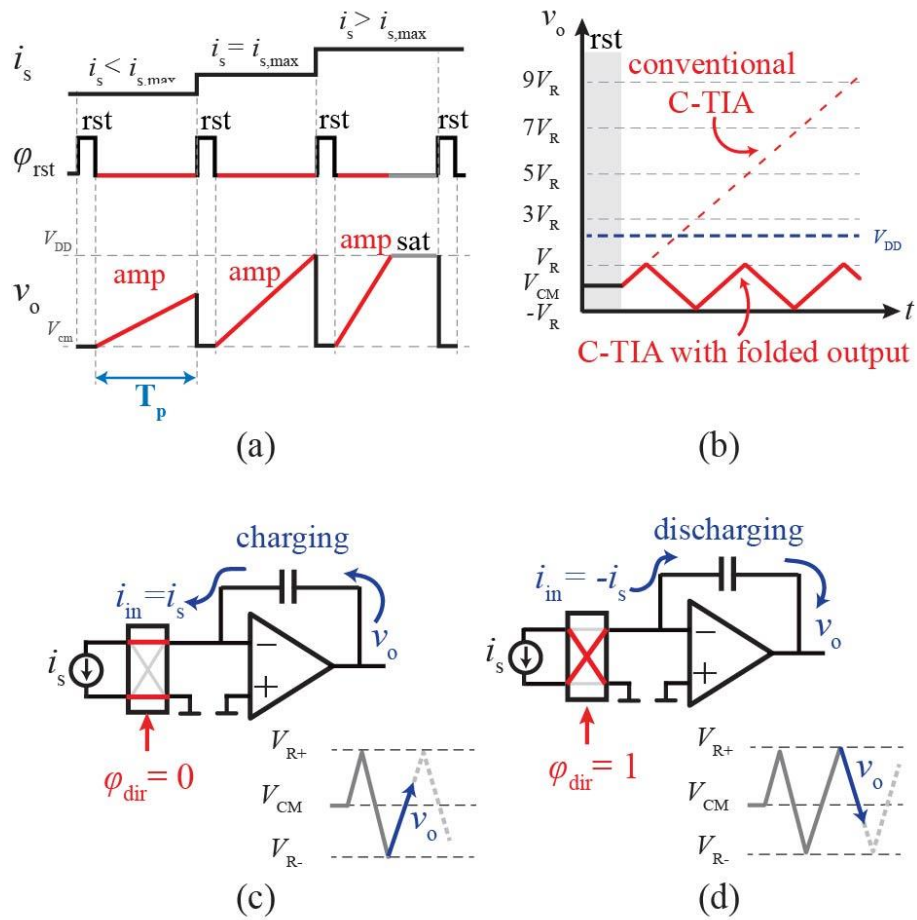 i_s
i_s < i_s,max
i_s = i_s,max
i_s > i_s,max
φ_rst
rst
rst
rst
rst
V_DD
v_o
V_cm
amp
amp
amp
sat
T_p
(a)
v_o
rst
9V_R
7V_R
5V_R
3V_R
V_R
V_CM
-V_R
conventional
C-TIA
V_DD
t
C-TIA with folded output
(b)
charging
i_in = i_s
i_s
−
+
v_o
φ_dir = 0
V_R+
V_CM
V_R-
v_o
(c)
discharging
i_in = -i_s
i_s
−
+
v_o
φ_dir = 1
V_R+
V_CM
V_R-
v_o
(d)